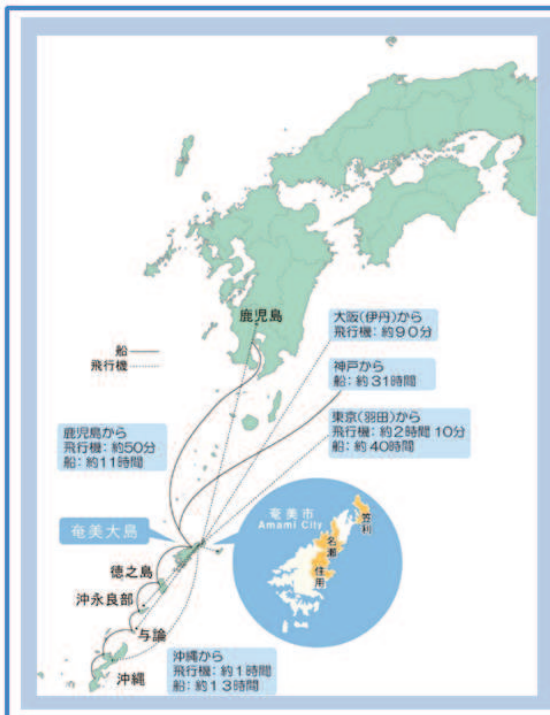 鹿児島
大阪(伊丹)から
飛行機：約90分
船
飛行機
神戸から
船：約31時間
東京(羽田)から
飛行機：約2時間10分
船：約40時間
鹿児島から
飛行機：約50分
船：約11時間
奄美市
Amami City
笠利
名瀬
住用
奄美大島
徳之島
沖永良部
与論
沖縄
沖縄から
飛行機：約1時間
船：約13時間